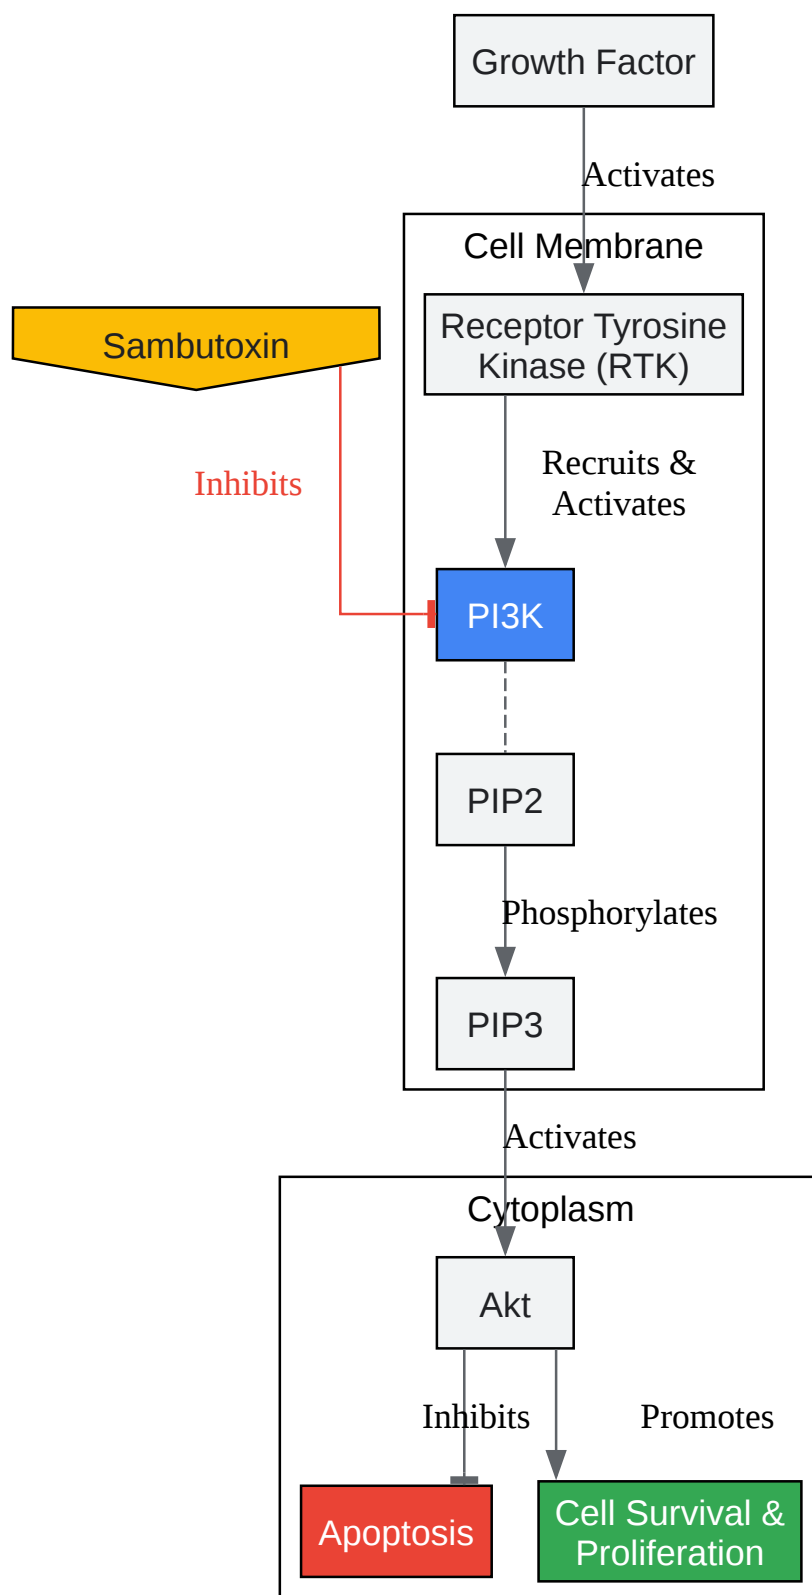 Growth Factor
Activates
Cell Membrane
Receptor Tyrosine
Kinase (RTK)
Sambutoxin
Recruits &
Activates
Inhibits
PI3K
PIP2
Phosphorylates
PIP3
Activates
Cytoplasm
Akt
Inhibits
Promotes
Apoptosis
Cell Survival &
Proliferation